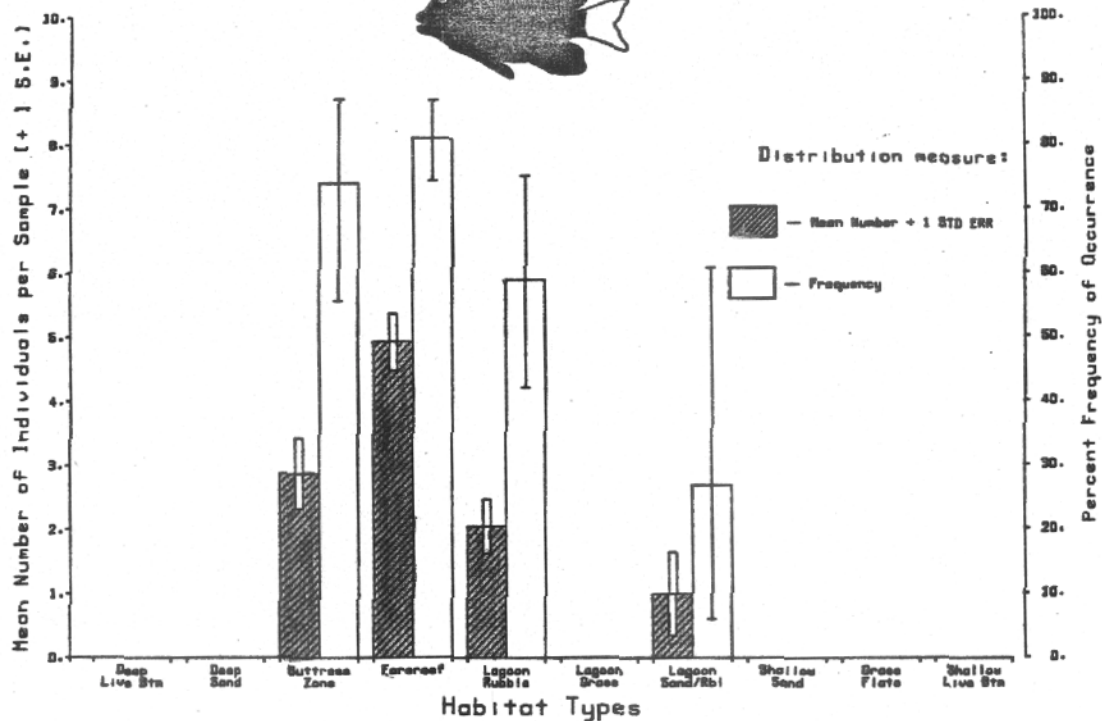 Mean Number of Individuals per Sample (+ 1 S.E.)
10.
9.
8.
7.
6.
5.
4.
3.
2.
1.
0.
100.
90.
80.
70.
60.
50.
40.
30.
20.
10.
0.
Percent Frequency of Occurrence
Distribution measure:
— Mean Number + 1 STD ERR
— Frequency
Deep
Live Btm
Deep
Sand
Buttress
Zone
Forereef
Lagoon
Rubble
Lagoon
Grass
Lagoon
Sand/Rbl
Shallow
Sand
Grass
Flats
Shallow
Live Btm
Habitat Types